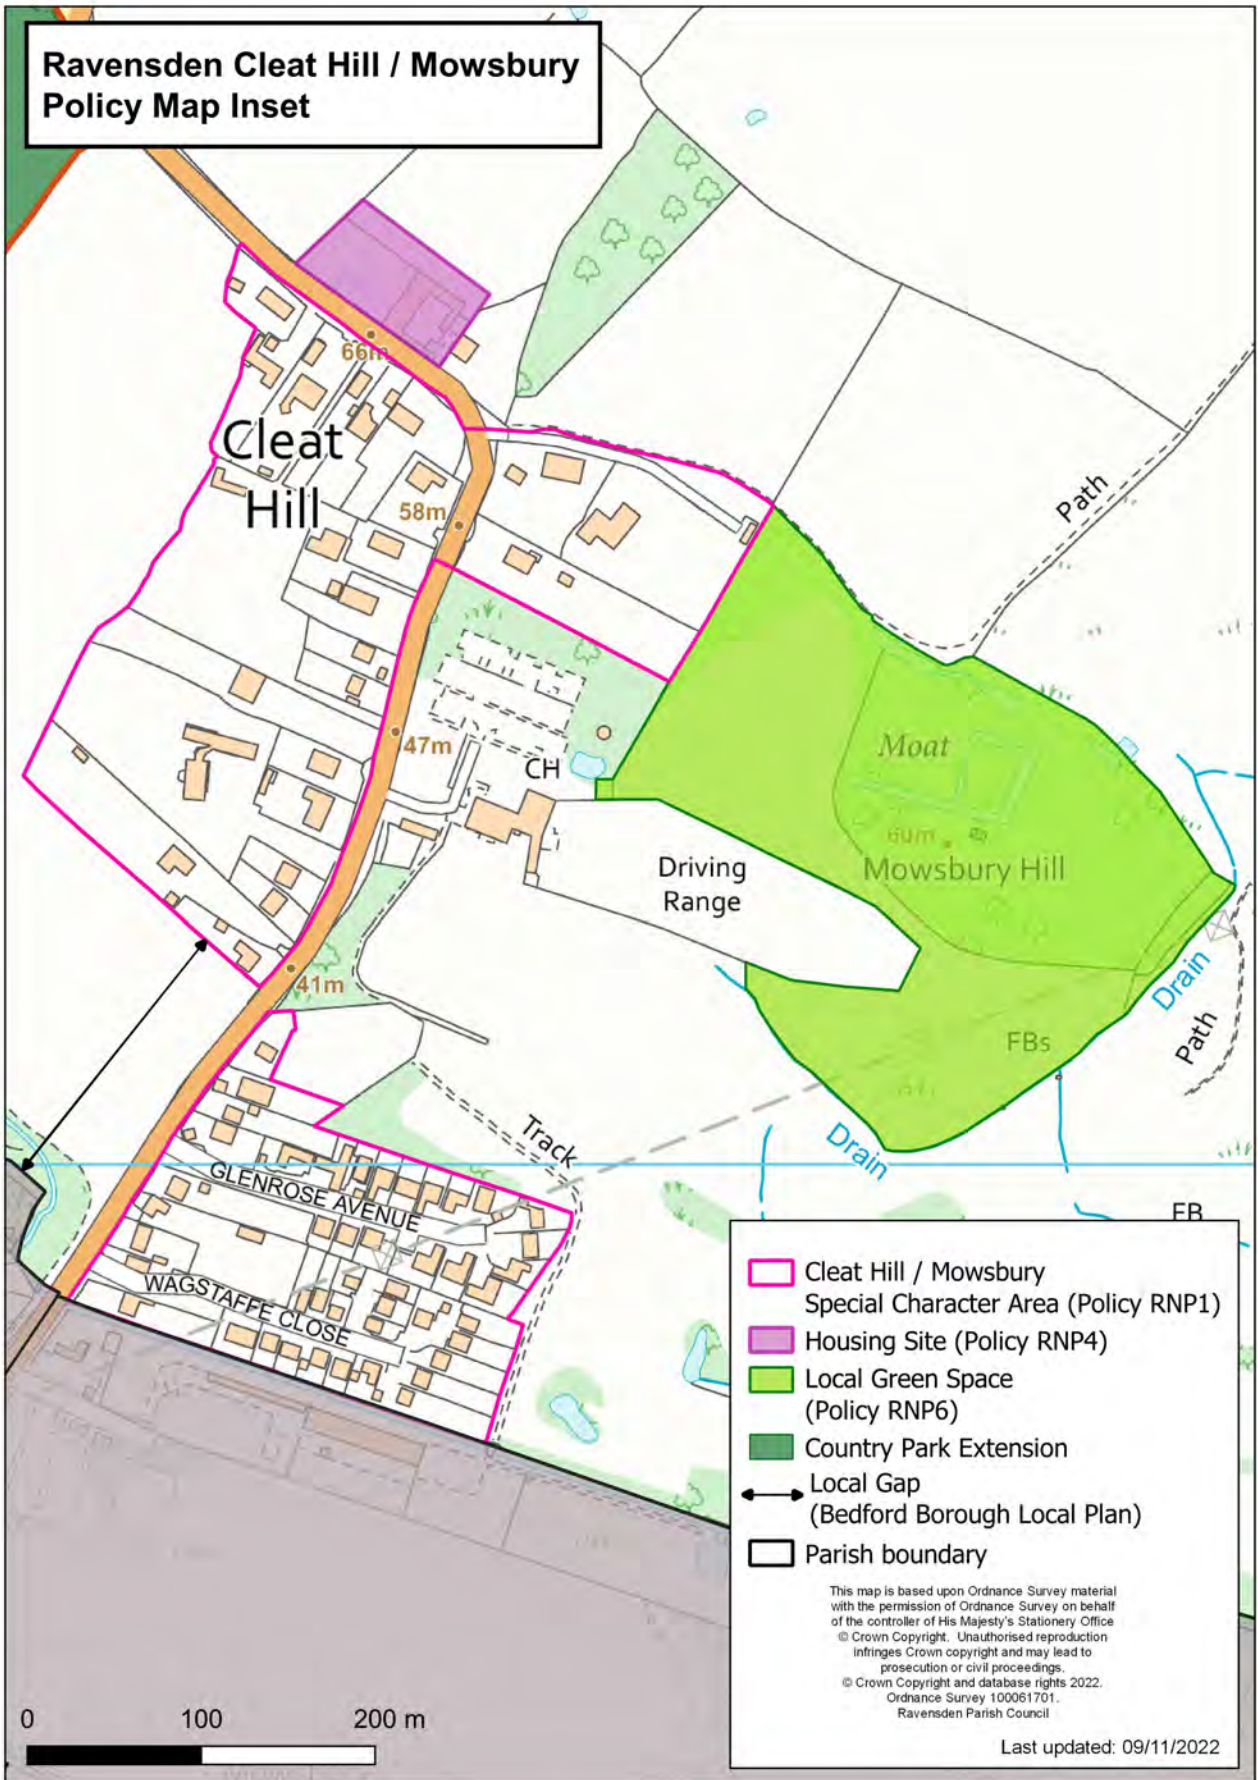 Ravensden Cleat Hill / Mowsbury
Policy Map Inset
66m
Cleat
Hill
58m
Path
47m
CH
Moat
60m
Mowsbury Hill
Driving
Range
41m
Drain
Path
FBs
Track
Drain
GLENROSE AVENUE
FB
WAGSTAFFE CLOSE
Cleat Hill / Mowsbury
Special Character Area (Policy RNP1)
Housing Site (Policy RNP4)
Local Green Space
(Policy RNP6)
Country Park Extension
Local Gap
(Bedford Borough Local Plan)
Parish boundary
This map is based upon Ordnance Survey material
with the permission of Ordnance Survey on behalf
of the controller of His Majesty's Stationery Office
© Crown Copyright. Unauthorised reproduction
infringes Crown copyright and may lead to
prosecution or civil proceedings.
© Crown Copyright and database rights 2022.
Ordnance Survey 100061701.
Ravensden Parish Council
Last updated: 09/11/2022
0 100 200 m